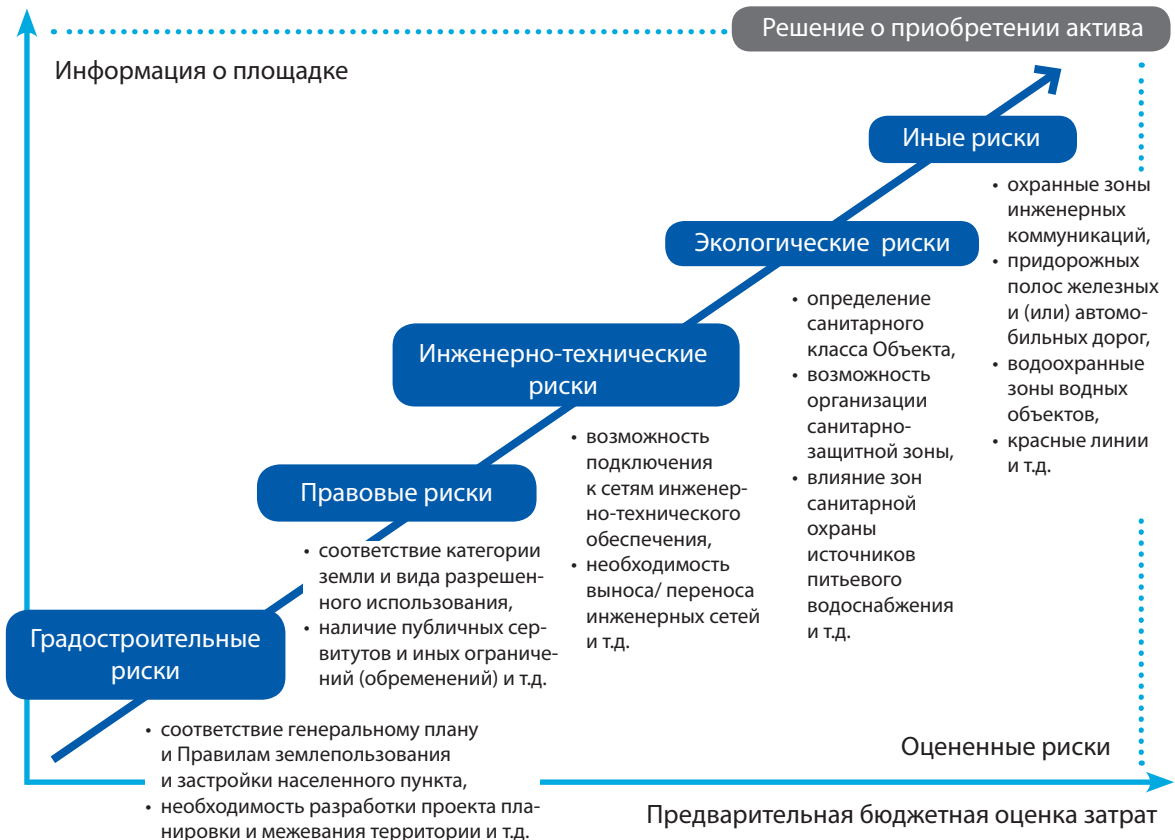 Решение о приобретении актива
Информация о площадке
Иные риски
• охранные зоны
инженерных
коммуникаций,
• придорожных
полос железных
и (или) автомо-
бильных дорог,
• водоохранные
зоны водных
объектов,
• красные линии
и т.д.
Экологические риски
• определение
санитарного
класса Объекта,
• возможность
организации
санитарно-
защитной зоны,
• влияние зон
санитарной
охраны
источников
питьевого
водоснабжения
и т.д.
Инженерно-технические
риски
• возможность
подключения
к сетям инженер-
но-технического
обеспечения,
• необходимость
выноса/ переноса
инженерных сетей
и т.д.
Правовые риски
• соответствие категории
земли и вида разрешен-
ного использования,
• наличие публичных сер-
витутов и иных ограниче-
ний (обременений) и т.д.
Градостроительные
риски
• соответствие генеральному плану
и Правилам землепользования
и застройки населенного пункта,
• необходимость разработки проекта пла-
нировки и межевания территории и т.д.
Оцененные риски
Предварительная бюджетная оценка затрат